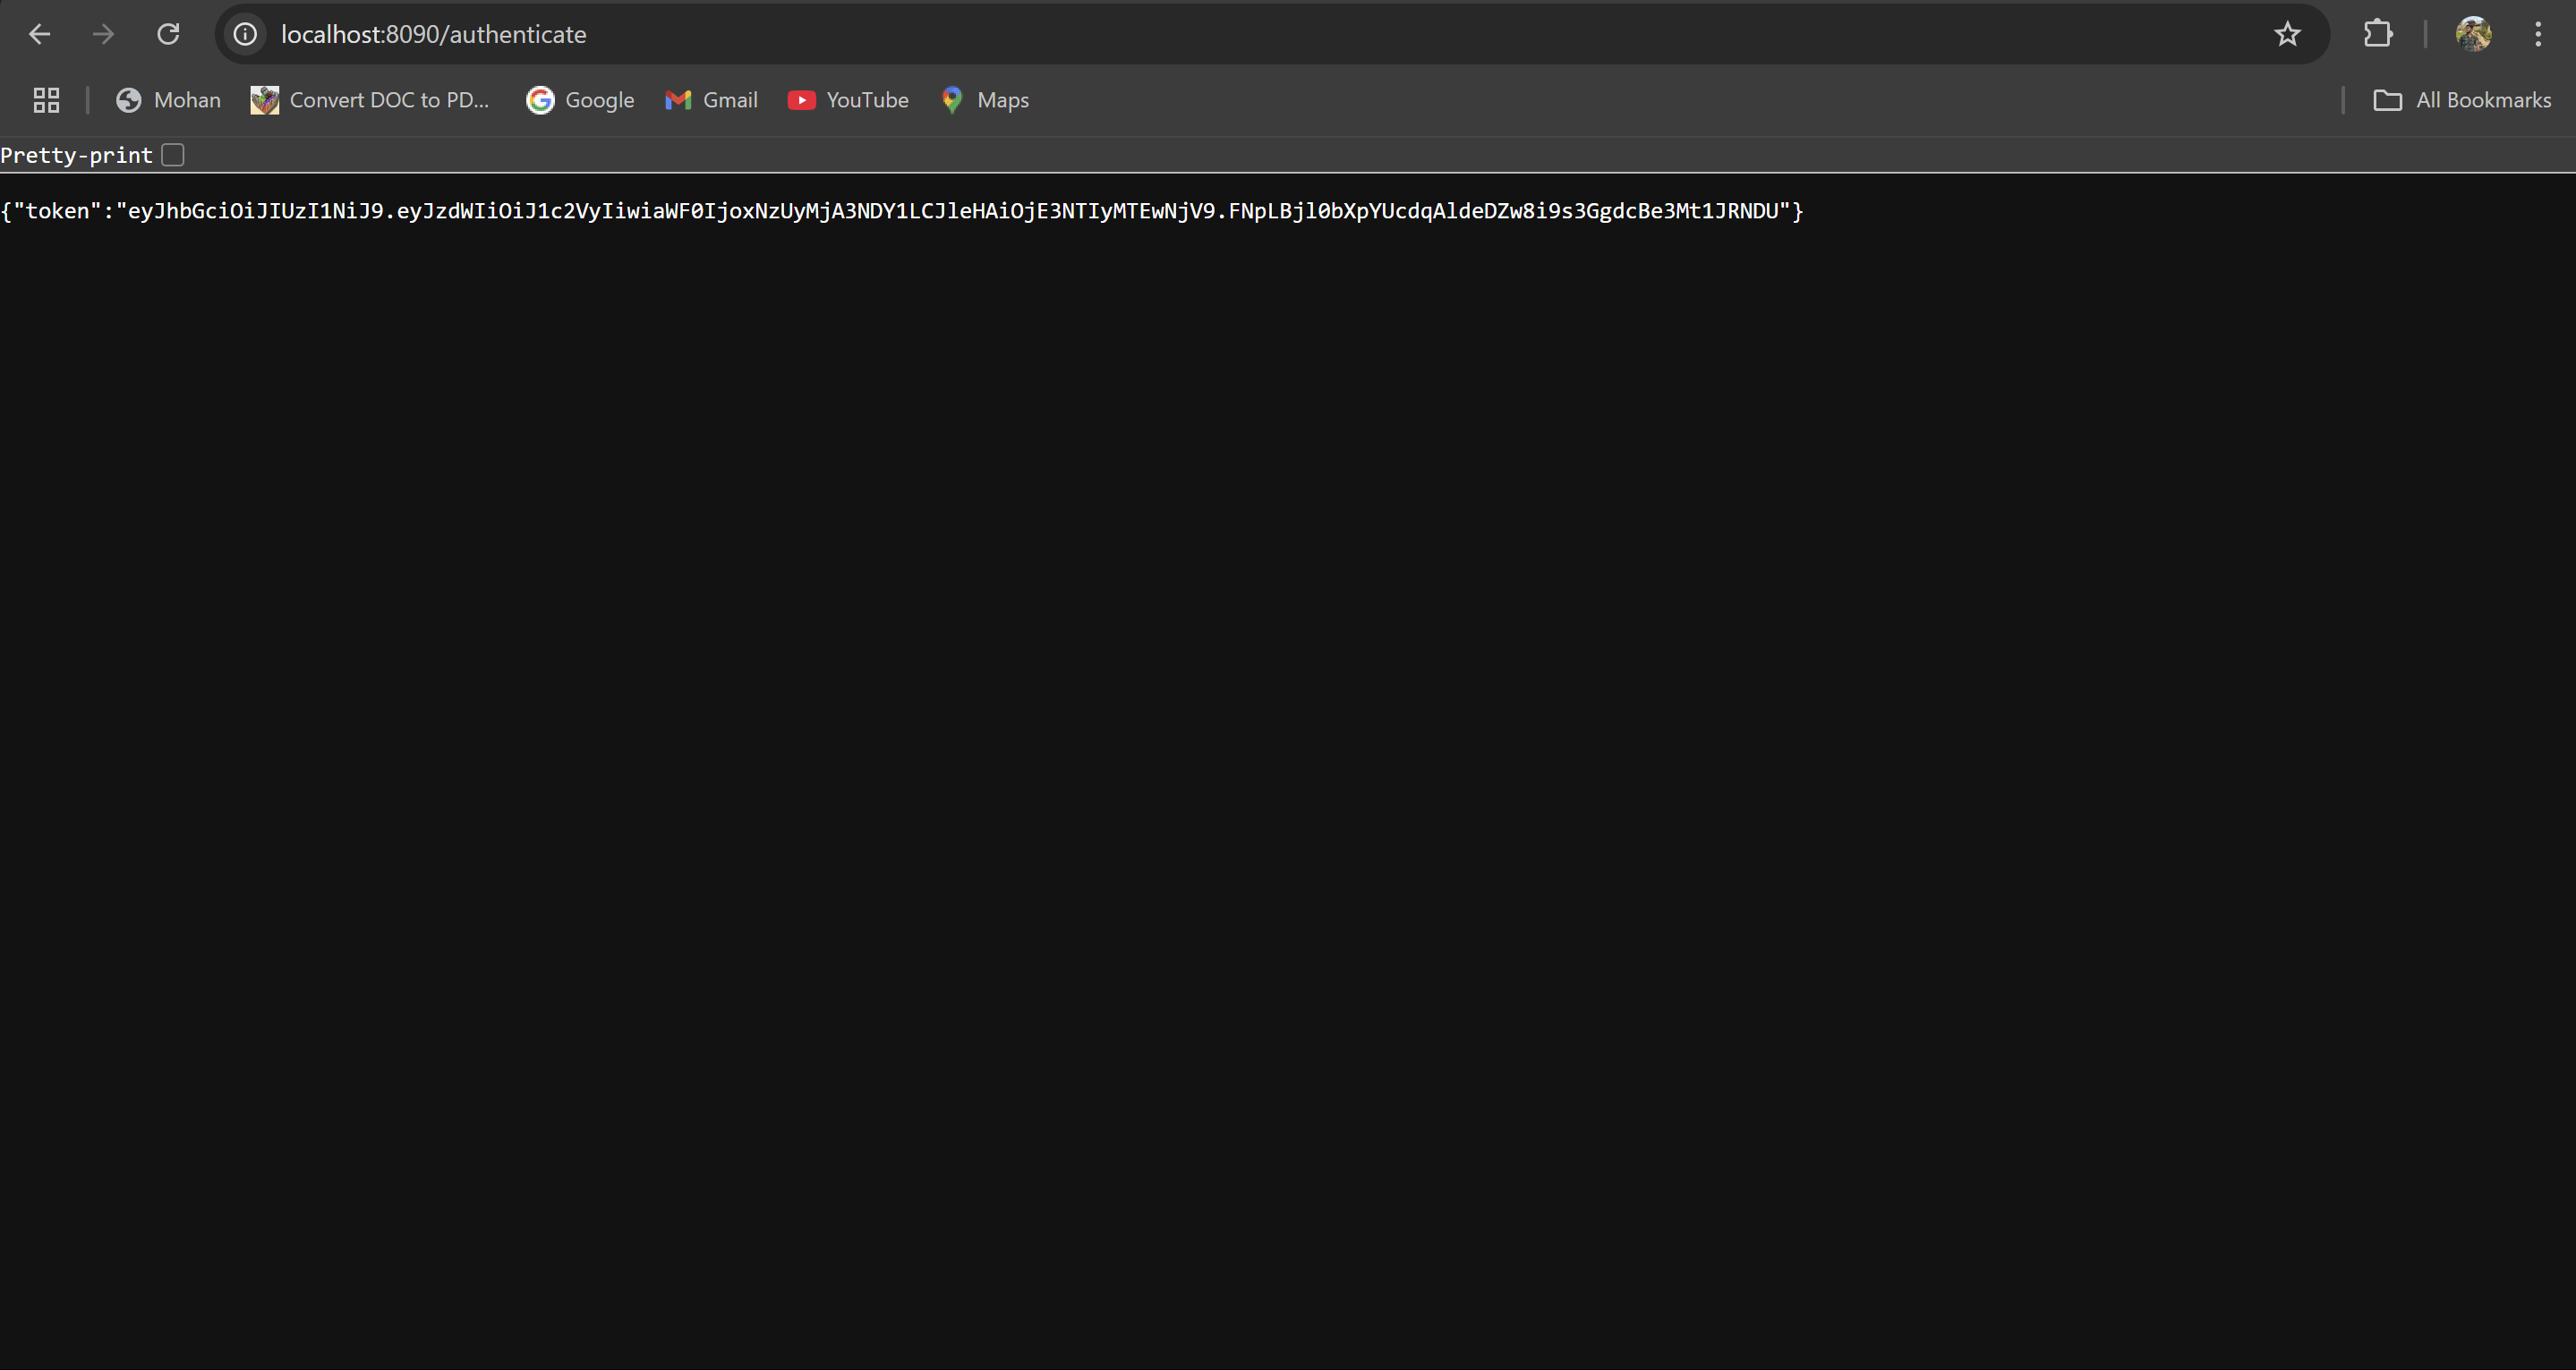 localhost:8090/authenticate
Mohan Convert DOC to PD... Google Gmail YouTube Maps All Bookmarks
Pretty-print
{"token":"eyJhbGciOiJIUzI1NiJ9.eyJzdWIiOiJ1c2VyIiwiaWF0IjoxNzUyMjA3NDY1LCJleHAiOjE3NTIyMTEwNjV9.FNpLBjl0bXpYUcdqAldeDZw8i9s3GgdcBe3Mt1JRNDU"}